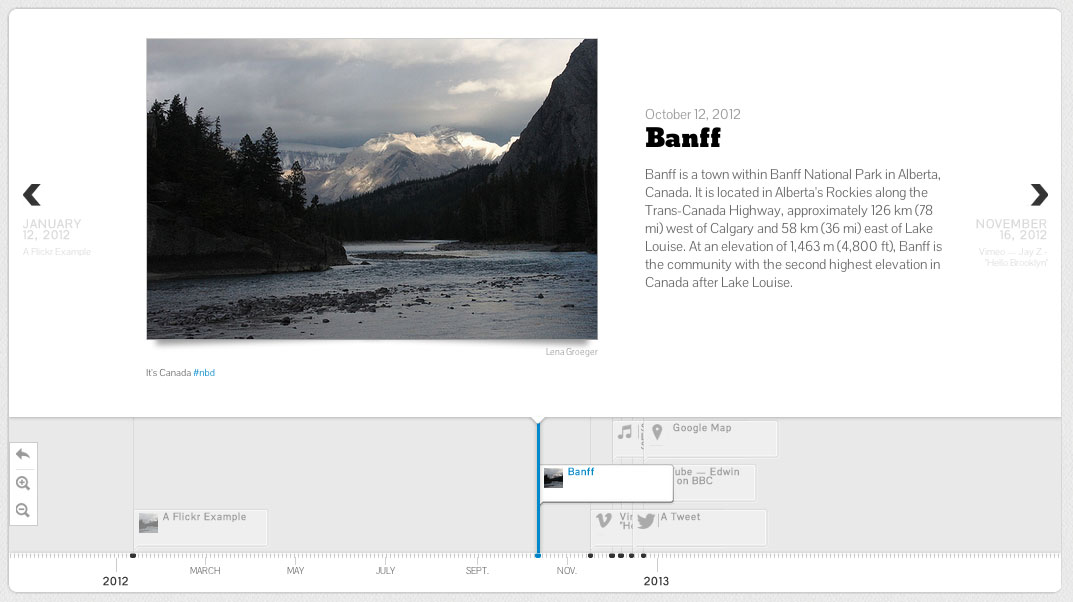 October 12, 2012
Banff
Banff is a town within Banff National Park in Alberta,
Canada. It is located in Alberta's Rockies along the
Trans-Canada Highway, approximately 126 km (78
mi) west of Calgary and 58 km (36 mi) east of Lake
Louise. At an elevation of 1,463 m (4,800 ft), Banff is
the community with the second highest elevation in
Canada after Lake Louise.
JANUARY
12, 2012
A Flickr Example
NOVEMBER
16, 2012
Vimeo — Jay Z -
"Hello Brooklyn"
Lena Groeger
It's Canada #nbd
Google Map
Banff
ube — Edwin
on BBC
A Flickr Example
Vi
"H
A Tweet
MARCH
MAY
JULY
SEPT.
NOV.
2012
2013